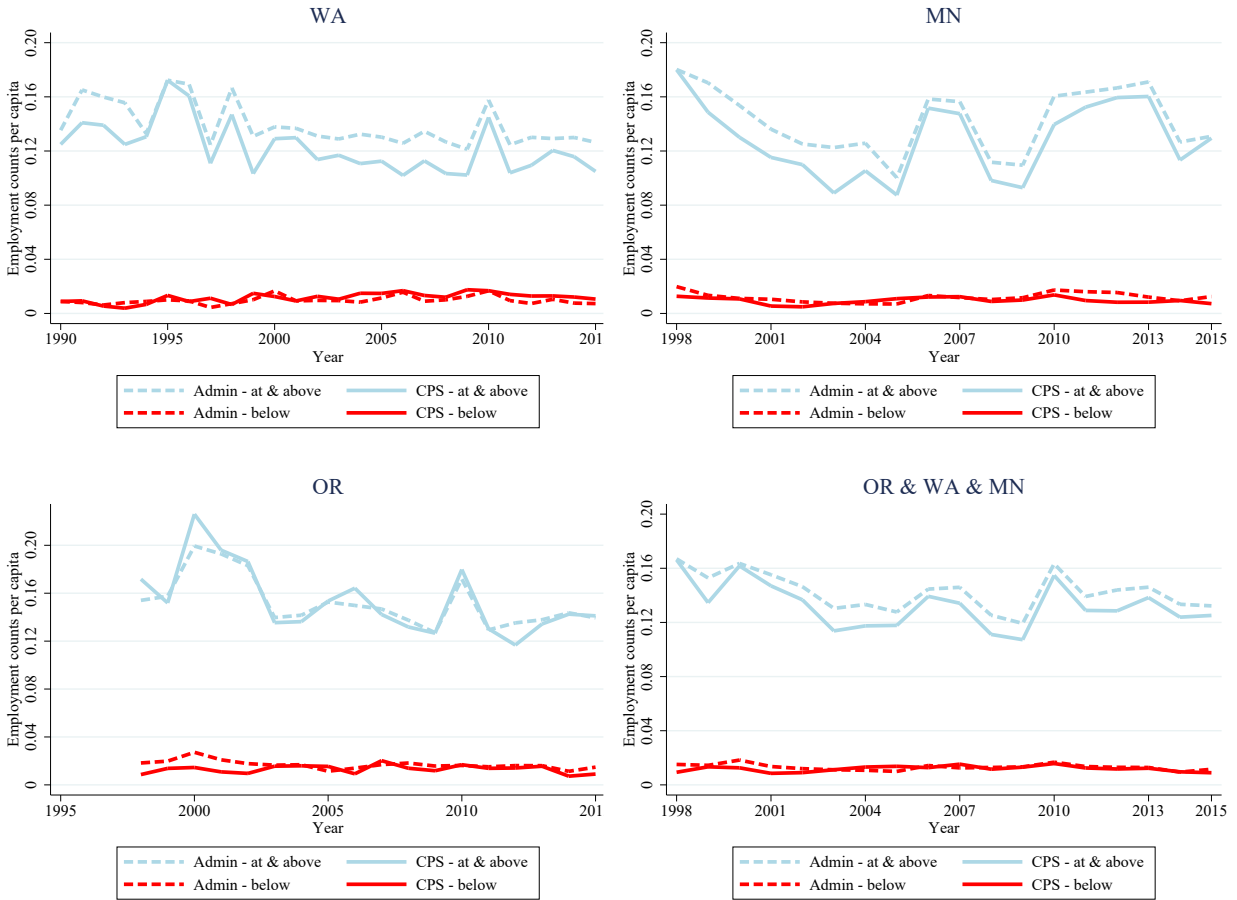 WA
Employment counts per capita
0.20
0.16
0.12
0.08
0.04
0
1990 1995 2000 2005 2010 201
Year
Admin - at & above CPS - at & above
Admin - below CPS - below
MN
Employment counts per capita
0.20
0.16
0.12
0.08
0.04
0
1998 2001 2004 2007 2010 2013 2015
Year
Admin - at & above CPS - at & above
Admin - below CPS - below
OR
Employment counts per capita
0.20
0.16
0.12
0.08
0.04
0
1995 2000 2005 2010 201
Year
Admin - at & above CPS - at & above
Admin - below CPS - below
OR & WA & MN
Employment counts per capita
0.20
0.16
0.12
0.08
0.04
0
1998 2001 2004 2007 2010 2013 2015
Year
Admin - at & above CPS - at & above
Admin - below CPS - below